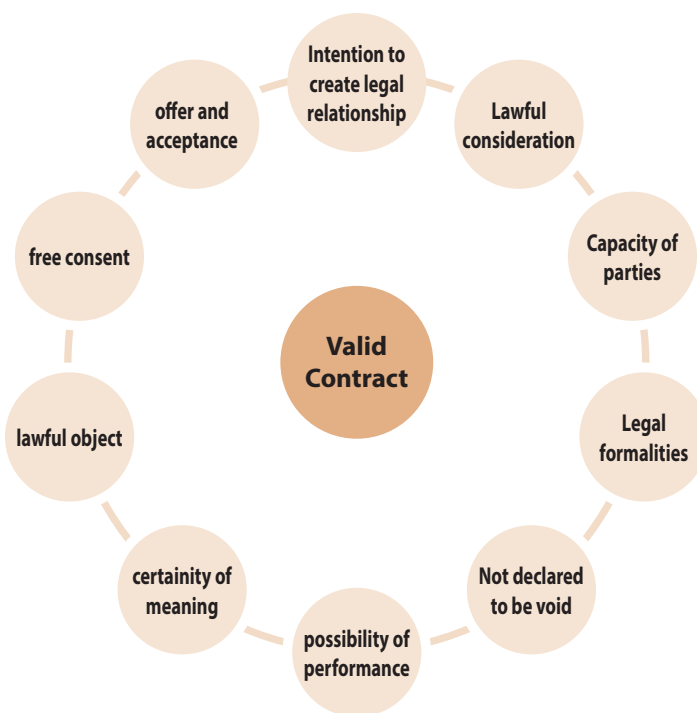 Intention to
create legal
relationship
Lawful
consideration
Capacity of
parties
Legal
formalities
Not declared
to be void
possibility of
performance
certainity of
meaning
lawful object
free consent
offer and
acceptance
Valid
Contract